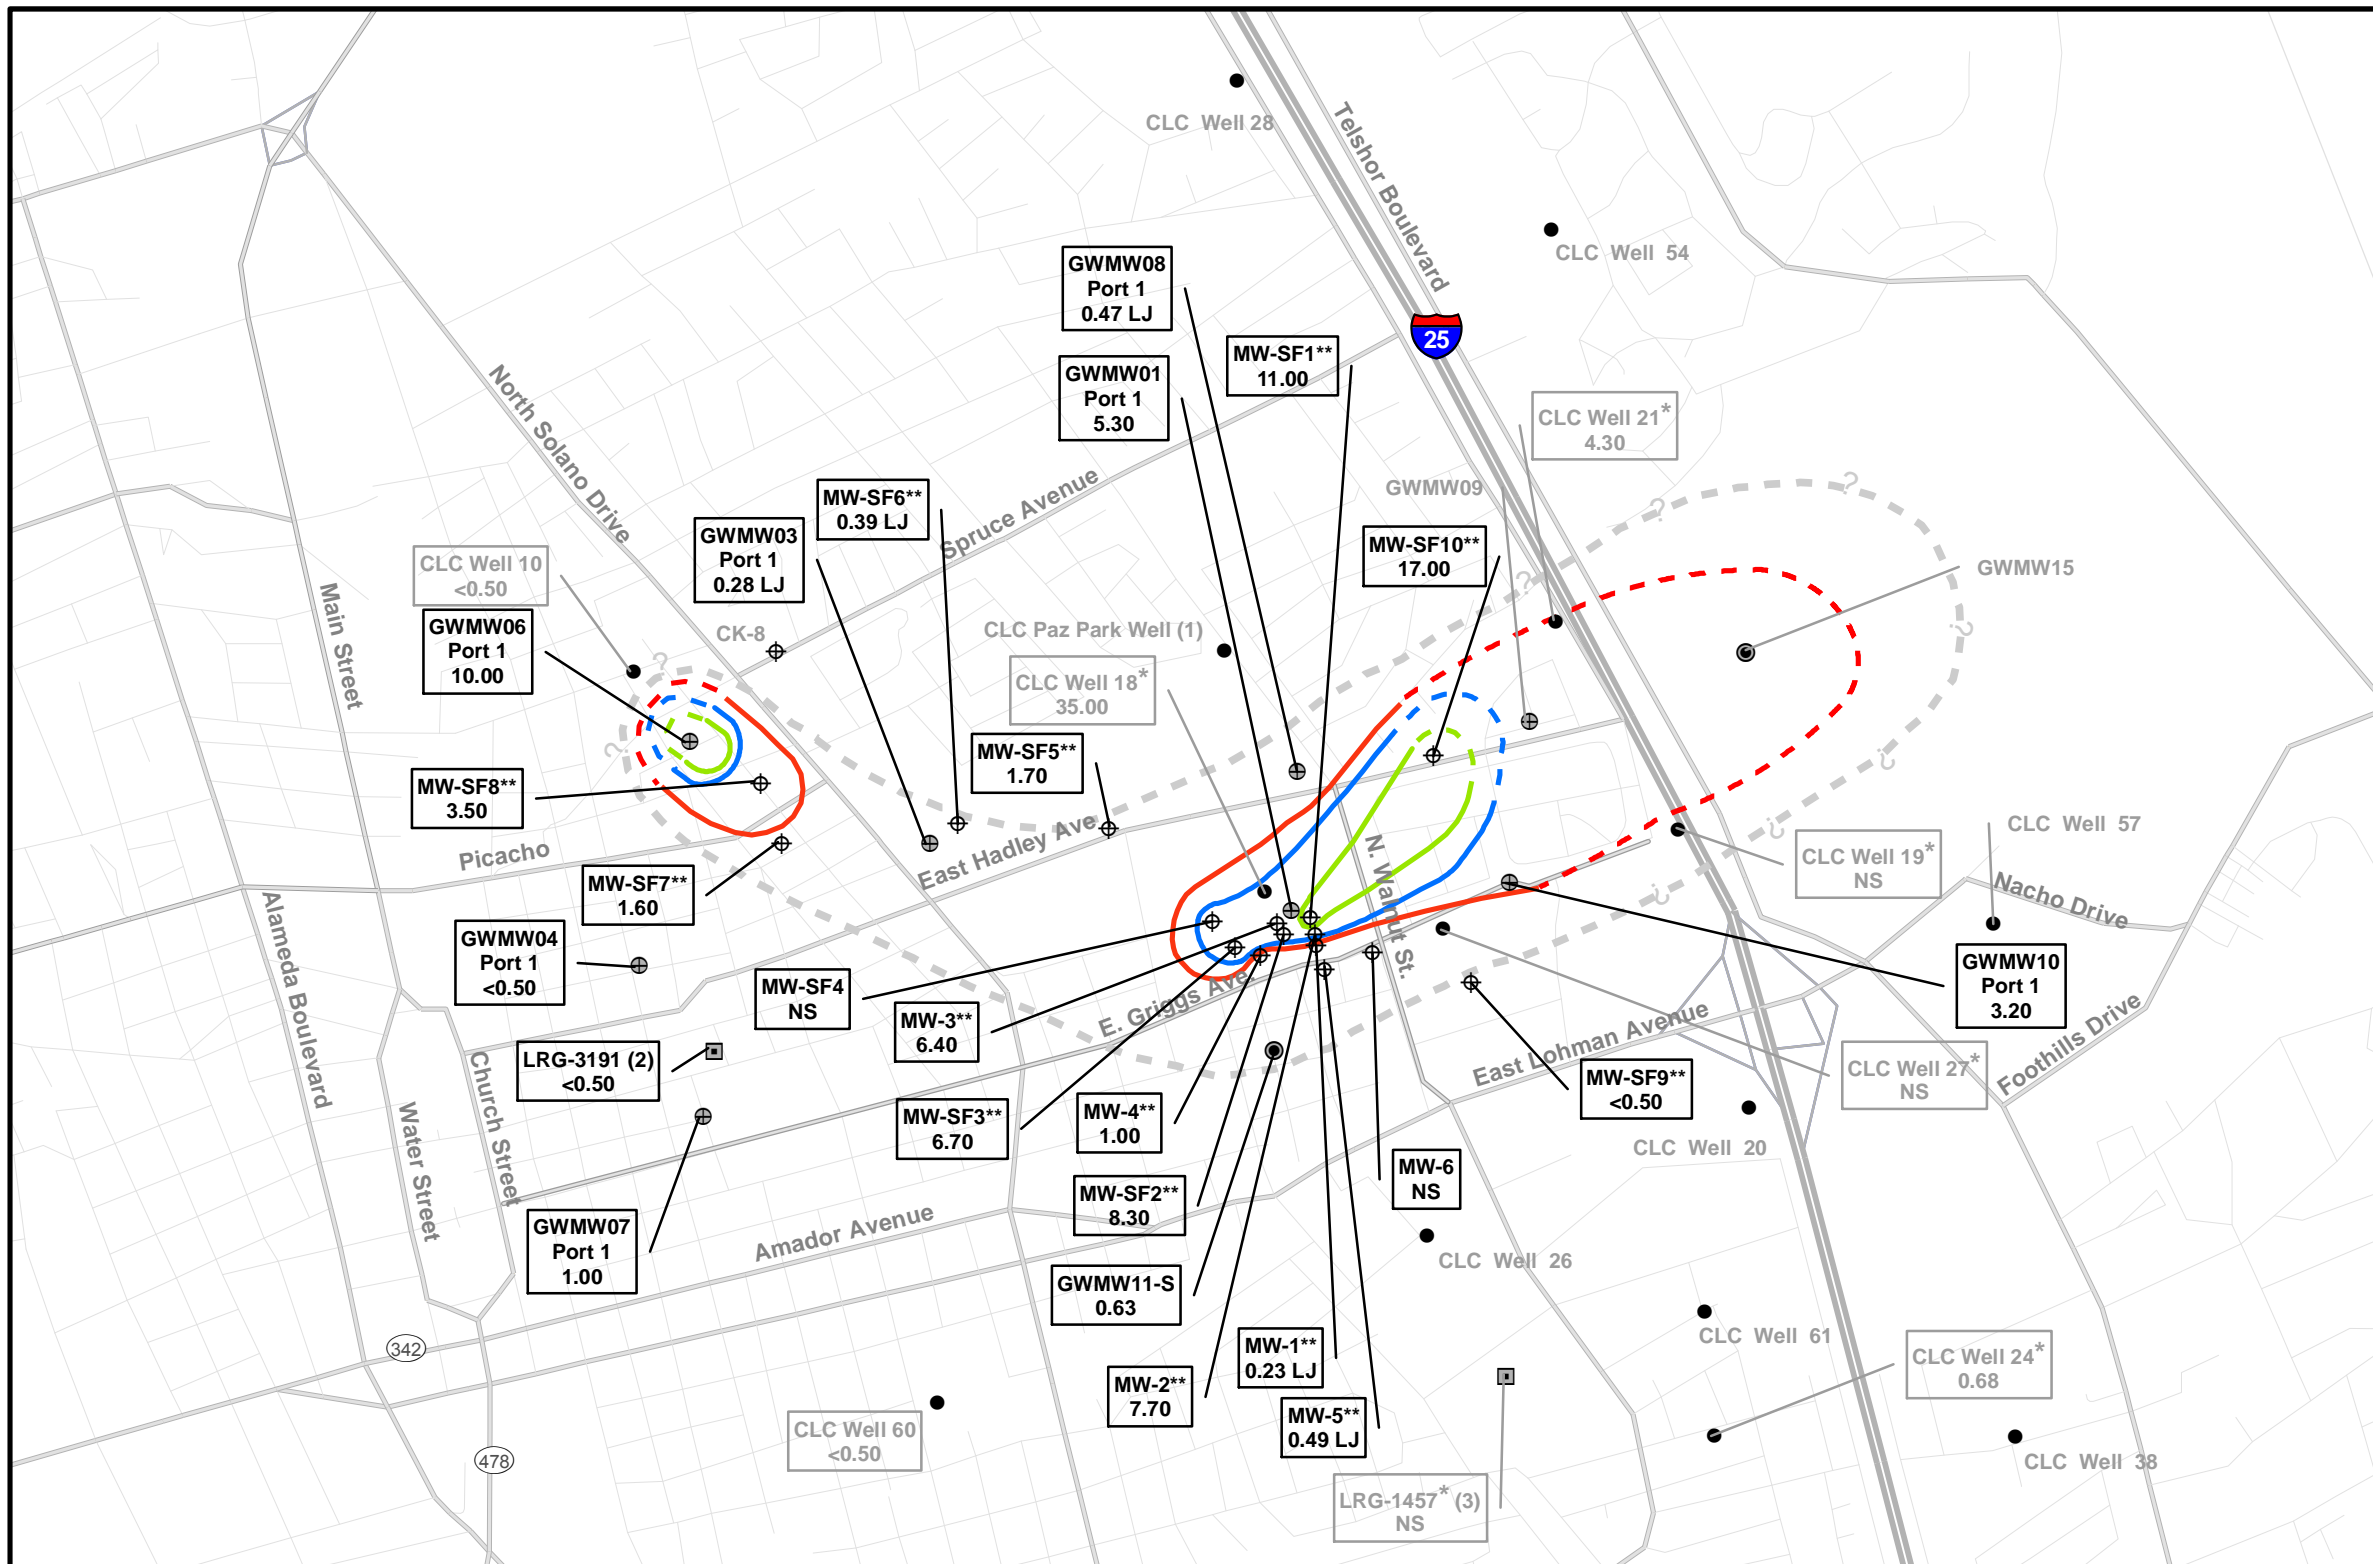 CLC Well 28
Telshor Boulevard
CLC Well 54
GWMW08
Port 1
0.47 LJ
25
MW-SF1**
11.00
GWMW01
Port 1
5.30
North Solano Drive
CLC Well 21*
4.30
Spruce Avenue
GWMW09
?
?
MW-SF6**
0.39 LJ
GWMW03
Port 1
0.28 LJ
MW-SF10**
17.00
CLC Well 10
<0.50
?
GWMW15
Main Street
GWMW06
Port 1
10.00
CK-8
CLC Paz Park Well (1)
?
?
CLC Well 18*
35.00
?
MW-SF5**
1.70
?
MW-SF8**
3.50
?
CLC Well 57
East Hadley Ave
N. Walnut St.
CLC Well 19*
NS
Picacho
MW-SF7**
1.60
?
Nacho Drive
Alameda Boulevard
GWMW04
Port 1
<0.50
MW-SF4
NS
E. Griggs Ave.
GWMW10
Port 1
3.20
MW-3**
6.40
East Lohman Avenue
Foothills Drive
LRG-3191 (2)
<0.50
Church Street
MW-SF9**
<0.50
CLC Well 27*
NS
MW-SF3**
6.70
MW-4**
1.00
Water Street
CLC Well 20
MW-6
NS
MW-SF2**
8.30
GWMW07
Port 1
1.00
Amador Avenue
CLC Well 26
GWMW11-S
0.63
CLC Well 61
342
MW-1**
0.23 LJ
CLC Well 24*
0.68
MW-2**
7.70
MW-5**
0.49 LJ
CLC Well 60
<0.50
478
CLC Well 38
LRG-1457* (3)
NS